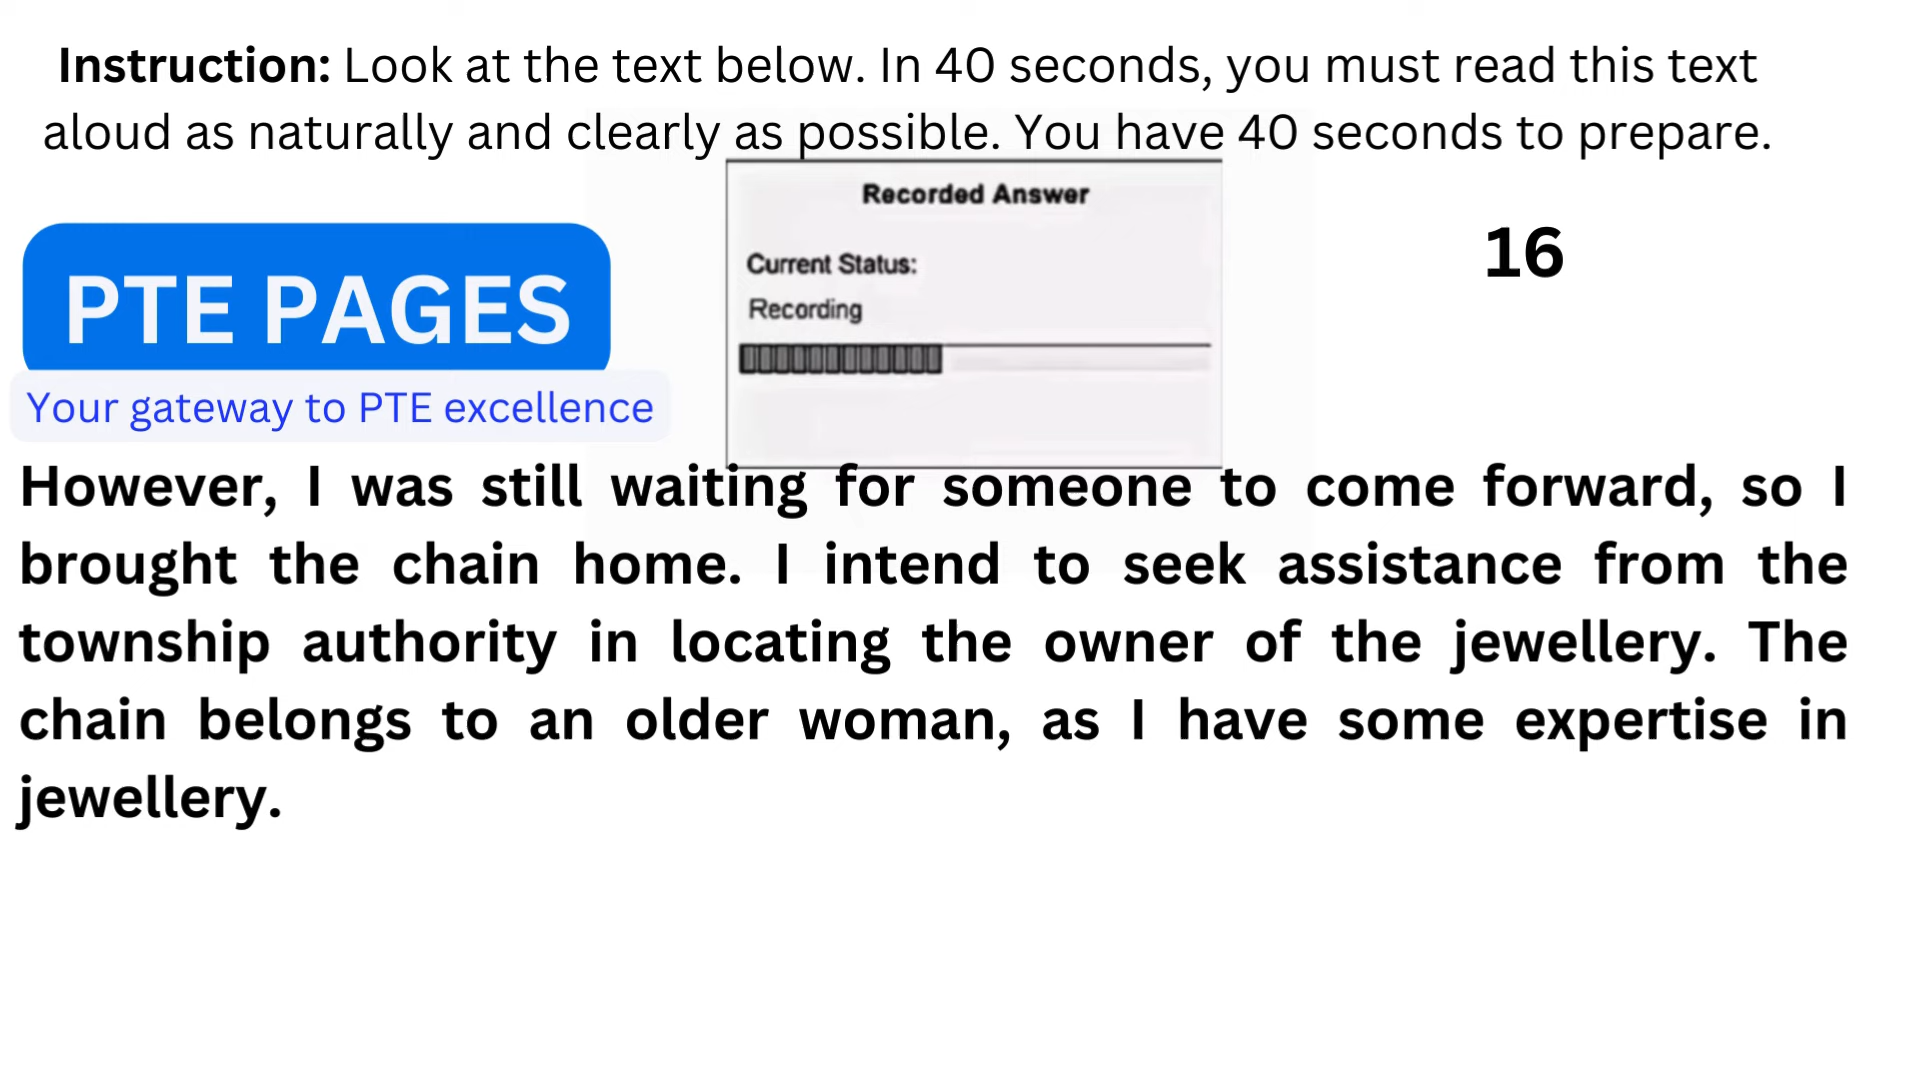 Instruction: Look at the text below. In 40 seconds, you must read this text
aloud as naturally and clearly as possible. You have 40 seconds to prepare.
Recorded Answer
16
Current Status:
Recording
PTE PAGES
Your gateway to PTE excellence
However, I was still waiting for someone to come forward, so I
brought the chain home. I intend to seek assistance from the
township authority in locating the owner of the jewellery. The
chain belongs to an older woman, as I have some expertise in
jewellery.